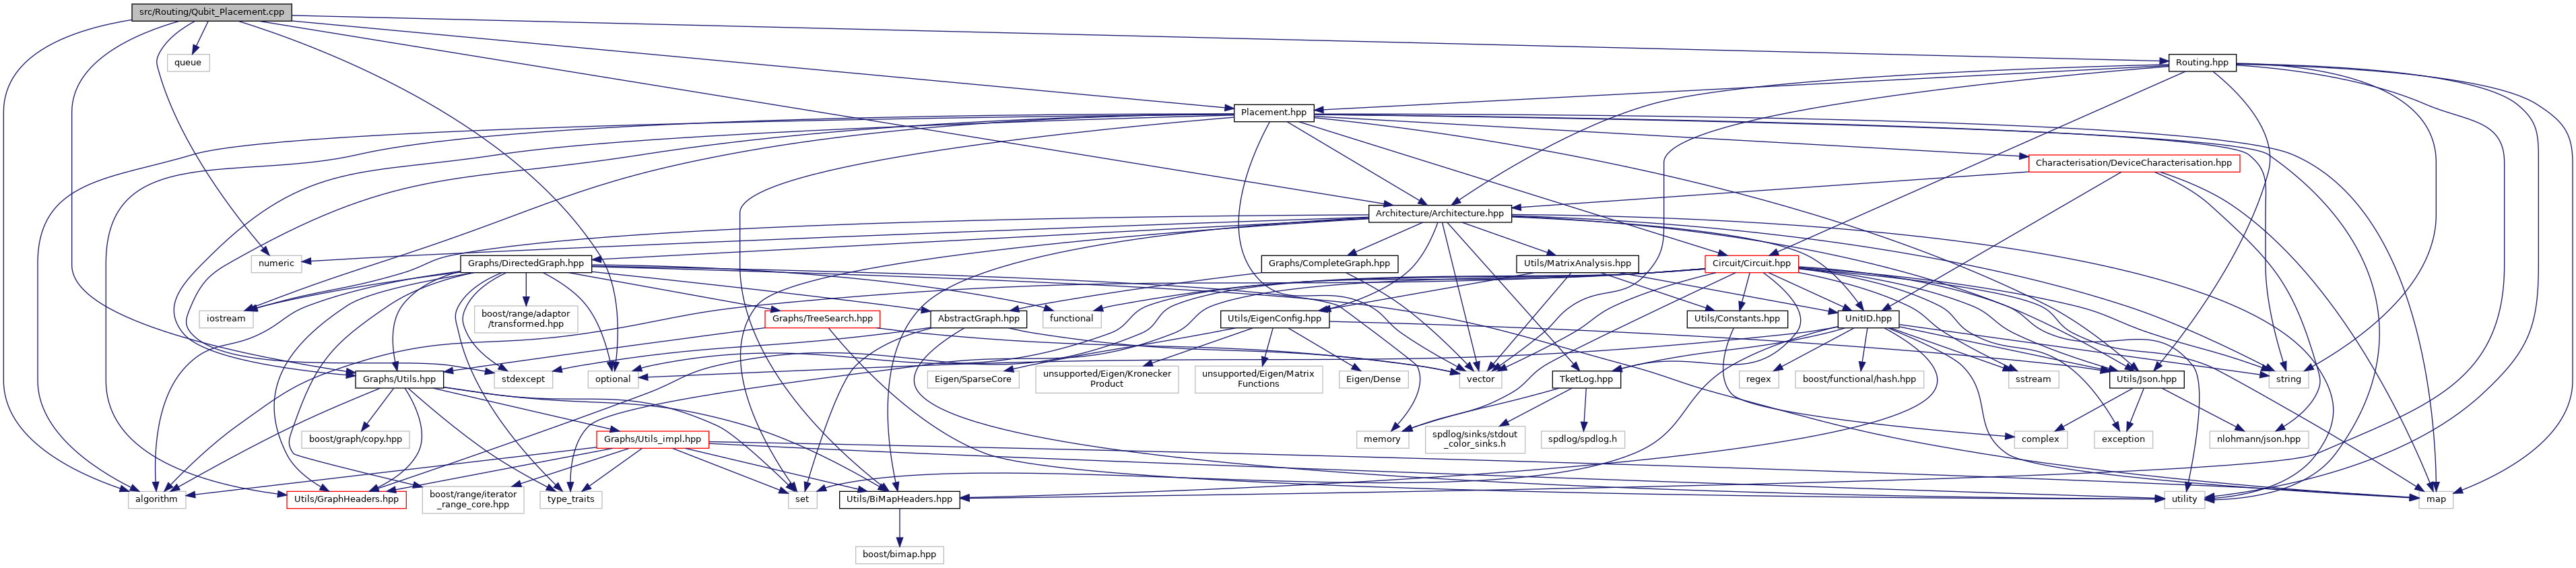 src/Routing/Qubit_Placement.cpp
queue
Routing.hpp
Placement.hpp
Characterisation/DeviceCharacterisation.hpp
Architecture/Architecture.hpp
numeric
Graphs/DirectedGraph.hpp
Graphs/CompleteGraph.hpp
Utils/MatrixAnalysis.hpp
Circuit/Circuit.hpp
iostream
boost/range/adaptor
/transformed.hpp
Graphs/TreeSearch.hpp
AbstractGraph.hpp
functional
Utils/EigenConfig.hpp
Utils/Constants.hpp
UnitID.hpp
Graphs/Utils.hpp
stdexcept
optional
Eigen/SparseCore
unsupported/Eigen/Kronecker
Product
unsupported/Eigen/Matrix
Functions
Eigen/Dense
vector
TketLog.hpp
regex
boost/functional/hash.hpp
sstream
Utils/Json.hpp
string
boost/graph/copy.hpp
Graphs/Utils_impl.hpp
memory
spdlog/sinks/stdout
_color_sinks.h
spdlog/spdlog.h
complex
exception
nlohmann/json.hpp
algorithm
Utils/GraphHeaders.hpp
boost/range/iterator
_range_core.hpp
type_traits
set
Utils/BiMapHeaders.hpp
utility
map
boost/bimap.hpp